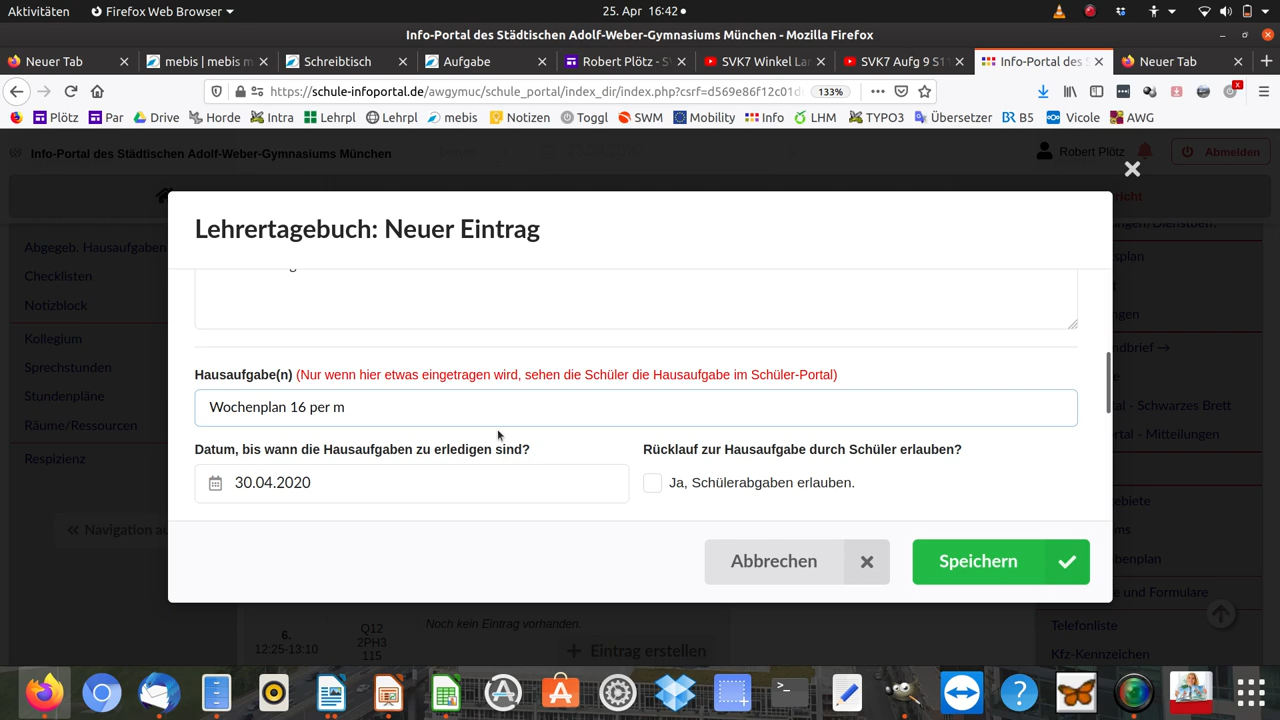 Aktivitäten Firefox Web Browser 25. Apr 16:42
Info-Portal des Städtischen Adolf-Weber-Gymnasiums München - Mozilla Firefox
Neuer Tab mebis | mebis m Schreibtisch Aufgabe Robert Plötz - S SVK7 Winkel La SVK7 Aufg 9 S1 Info-Portal des Neuer Tab
https://schule-infoportal.de/awgymuc/schule_portal/index_dir/index.php?csrf=d569e86f12c01d 133%
Plötz Par Drive Horde Intra Lehrpl Lehrpl mebis Notizen Toggl SWM Mobility Info LHM TYPO3 Übersetzer B5 Vicole AWG
Info-Portal des Städtischen Adolf-Weber-Gymnasiums München Robert Plötz Abmelden
richt
Lehrertagebuch: Neuer Eintrag
Abgegeb. Hausaufgaben
Checklisten
Notizblock
Kollegium
Sprechstunden
Stundenpläne
Räume/Ressorcen
Respizienz
Navigation au
splan
ngen
ndbrief →
rtal - Schwarzes Brett
ortal - Mitteilungen
ebiete
ms
benplan
e und Formulare
Telefonliste
Kfz-Kennzeichen
Hausaufgabe(n) (Nur wenn hier etwas eingetragen wird, sehen die Schüler die Hausaufgabe im Schüler-Portal)
Wochenplan 16 per m
Datum, bis wann die Hausaufgaben zu erledigen sind? Rücklauf zur Hausaufgabe durch Schüler erlauben?
30.04.2020 Ja, Schülerabgaben erlauben.
Abbrechen Speichern
6. 12:25-13:10
Q12
2PH3
115
Noch kein Eintrag vorhanden.
Eintrag erstellen